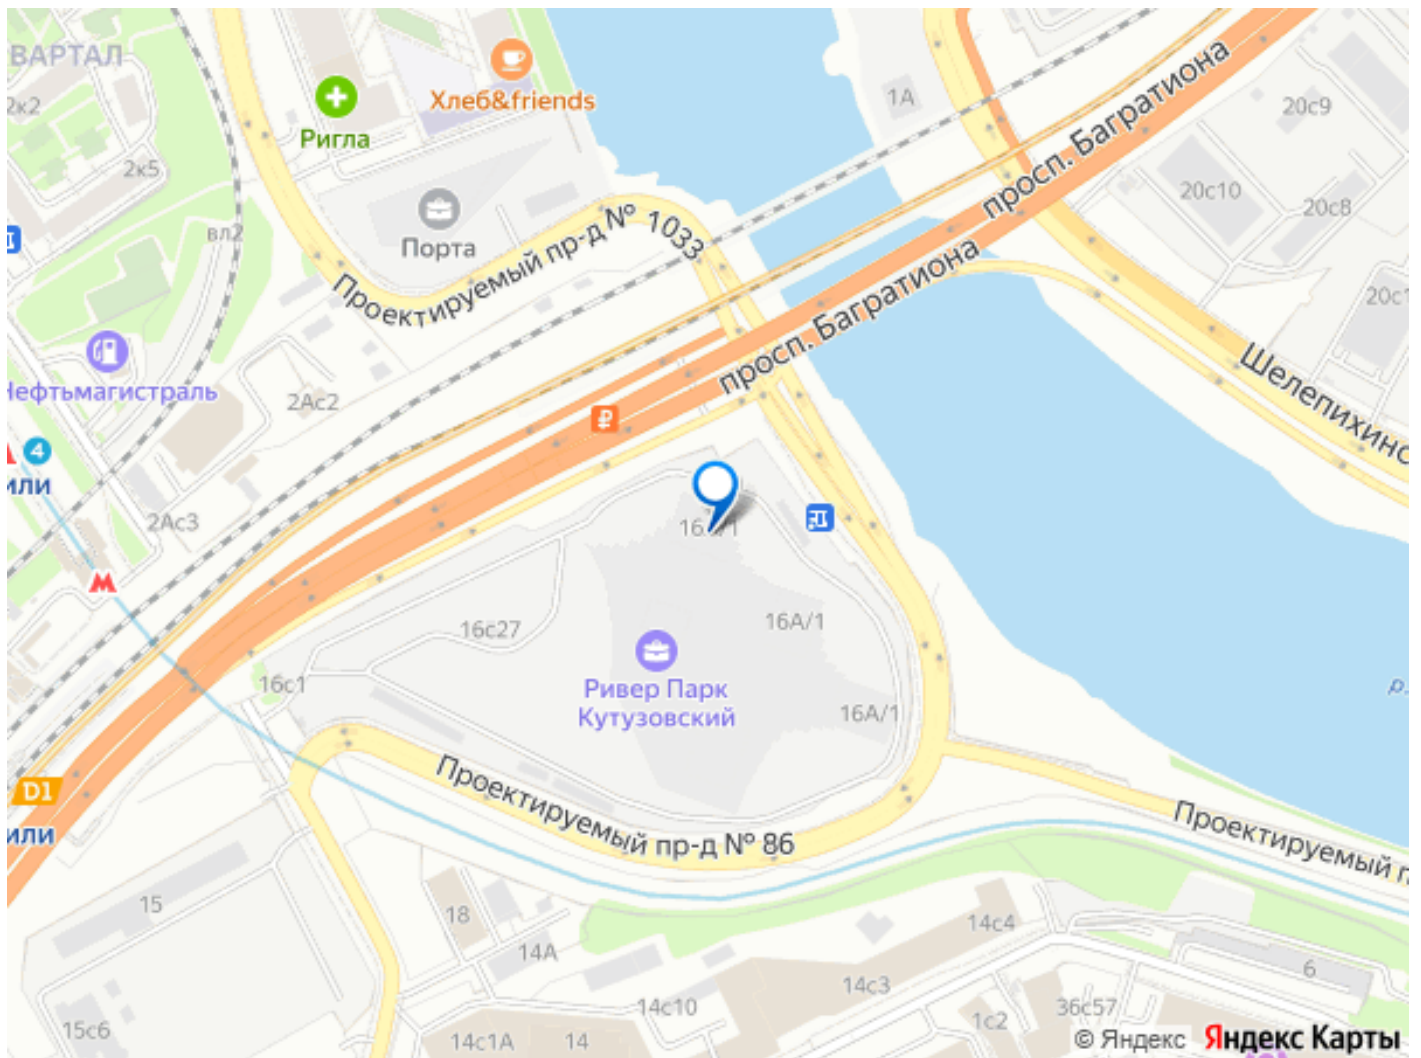 ВАРТАЛ
2к2
Хлеб&friends
Ригла
1А
просп. Багратиона
20с9
2к5
20с10
20с8
вл2
Порта
Проектируемый пр-д № 1033
просп. Багратиона
20с1
Нефтьмагистраль
2Ас2
Шелепихинс
4
или
2Ас3
16А/1
М
16с27
16А/1
16с1
Ривер Парк
Кутузовский
16А/1
р.
D1
или
Проектируемый пр-д № 86
Проектируемый п
15
18
14А
14с4
6
14с3
14с10
36с57
1с2
15с6
14с1А
14
© Яндекс Яндекс Карты